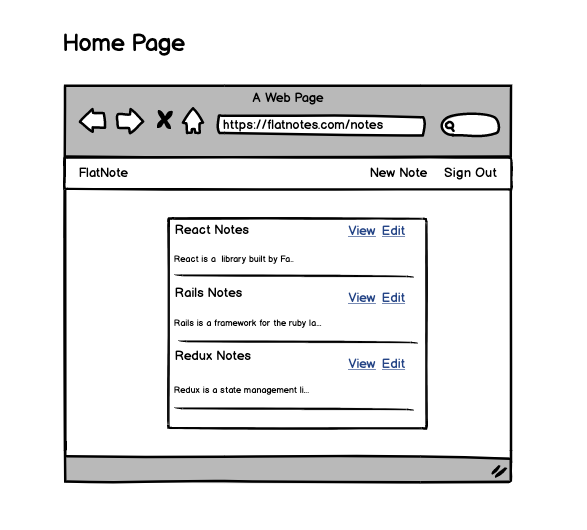 Home Page
A Web Page
https://flatnotes.com/notes
FlatNote New Note Sign Out
React Notes View Edit
React is a library built by Fa..
Rails Notes View Edit
Rails is a framework for the ruby la...
Redux Notes View Edit
Redux is a state management li...